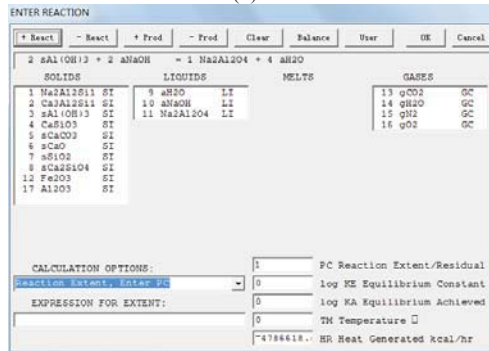 (s)
ENTER REACTION
+ React - React + Prod - Prod Clear Balance User OK Cancel
2 sAl(OH)3 + 2 aNaOH = 1 Na2Al2O4 + 4 aH2O
SOLIDS LIQUIDS MELTS GASES
1 Na2Al2Si1 SI 9 aH2O LI 13 gCO2 GC
2 Ca3Al2Si1 SI 10 aNaOH LI 14 gH2O GC
3 sAl(OH)3 SI 11 Na2Al2O4 LI 15 gN2 GC
4 CaSiO3 SI 16 gO2 GC
5 sCaCO3 SI
6 sCaO SI
7 sSiO2 SI
8 sCa2SiO4 SI
12 Fe2O3 SI
17 Al2O3 SI
CALCULATION OPTIONS: 1 PC Reaction Extent/Residual
Reaction Extent, Enter PC 0 log KE Equilibrium Constant
EXPRESSION FOR EXTENT: 0 log KA Equilibrium Achieved
0 TM Temperature
-4786618. HR Heat Generated kcal/hr